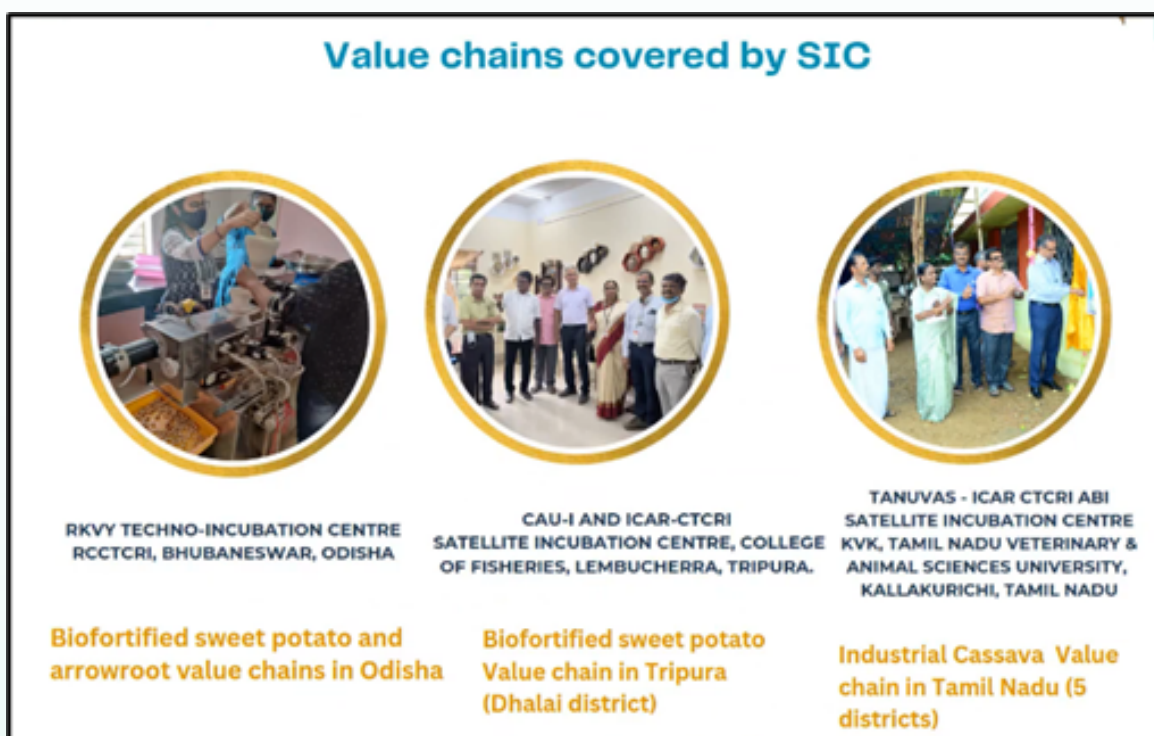 Value chains covered by SIC
RKVY TECHNO-INCUBATION CENTRE
RCCTCRI, BHUBANESWAR, ODISHA
Biofortified sweet potato and
arrowroot value chains in Odisha
CAU-I AND ICAR-CTCRI
SATELLITE INCUBATION CENTRE, COLLEGE
OF FISHERIES, LEMBUCHERRA, TRIPURA.
Biofortified sweet potato
Value chain in Tripura
(Dhalai district)
TANUVAS - ICAR CTCRI ABI
SATELLITE INCUBATION CENTRE
KVK, TAMIL NADU VETERINARY &
ANIMAL SCIENCES UNIVERSITY,
KALLAKURICHI, TAMIL NADU
Industrial Cassava Value
chain in Tamil Nadu (5
districts)